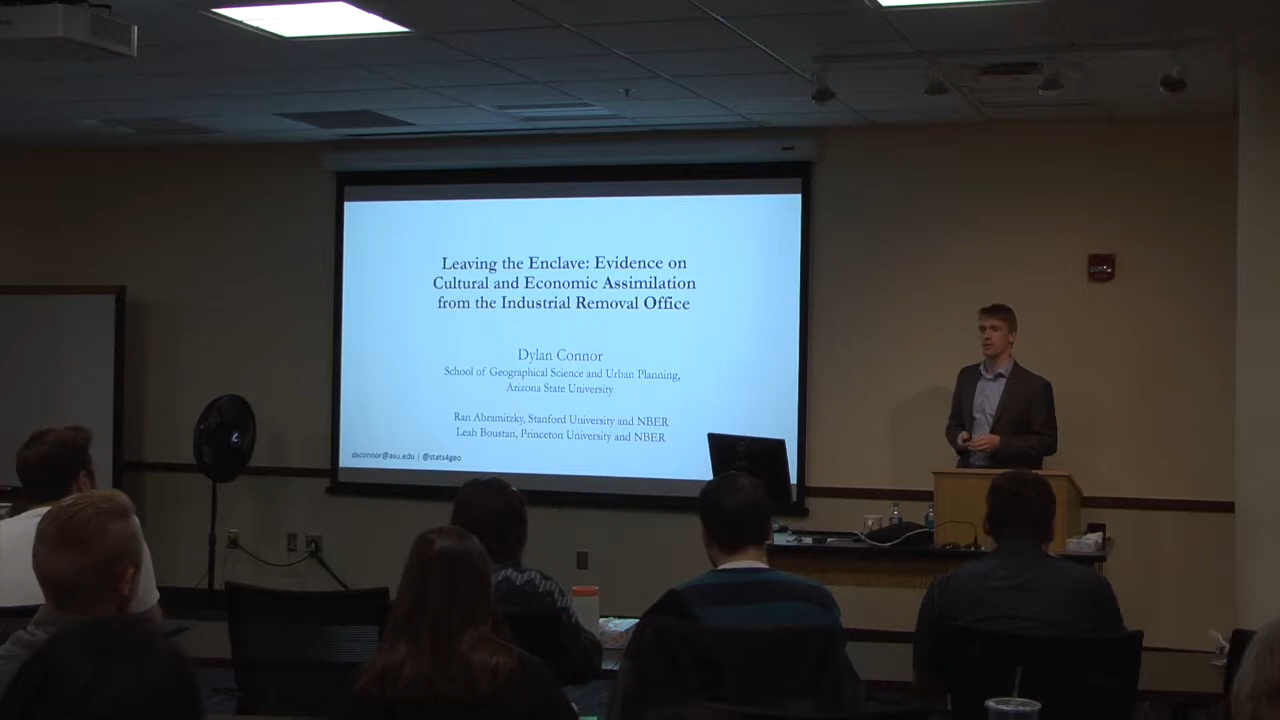 Leaving the Enclave: Evidence on
Cultural and Economic Assimilation
from the Industrial Removal Office
Dylan Connor
School of Geographical Science and Urban Planning,
Arizona State University
Ran Abramitzky, Stanford University and NBER
Leah Boustan, Princeton University and NBER
dsconnor@asu.edu | @stats4geo